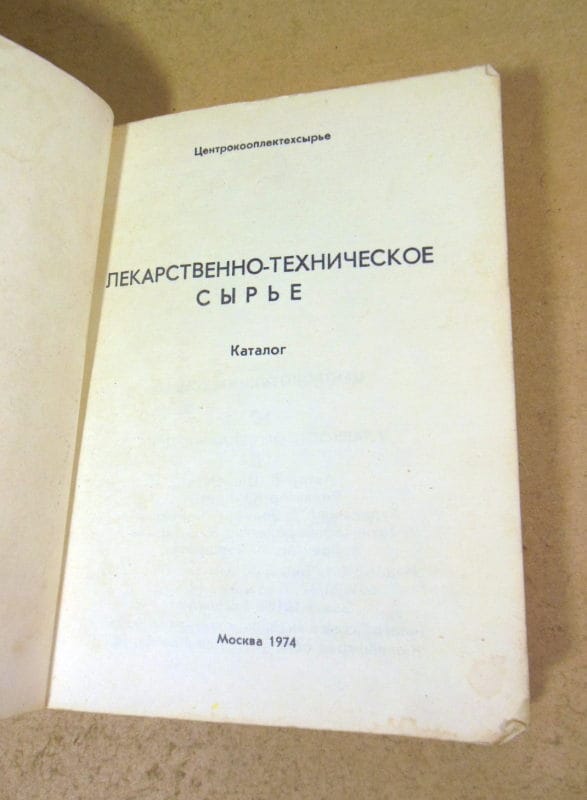 Центрокооплектехсырье
ЛЕКАРСТВЕННО-ТЕХНИЧЕСКОЕ
СЫРЬЕ
Каталог
Москва 1974